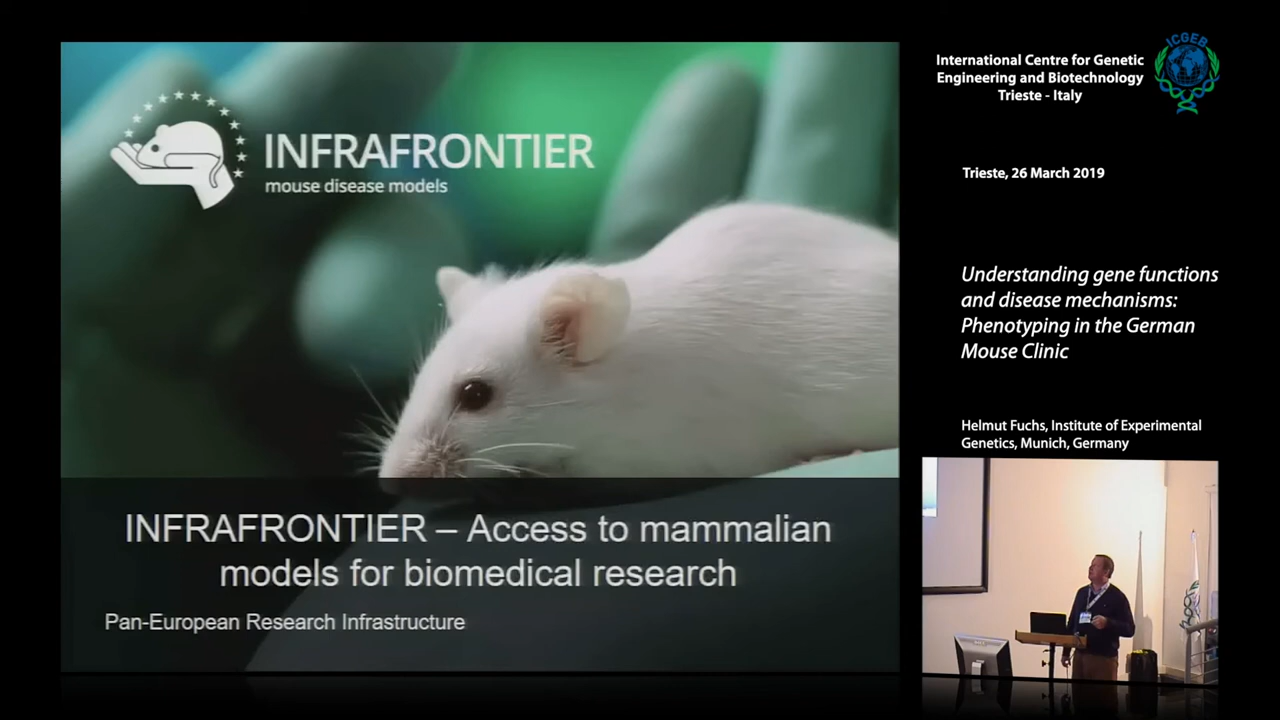 INFRAFRONTIER
mouse disease models
INFRAFRONTIER – Access to mammalian
models for biomedical research
Pan-European Research Infrastructure
ICGEB
International Centre for Genetic
Engineering and Biotechnology
Trieste - Italy
Trieste, 26 March 2019
Understanding gene functions
and disease mechanisms:
Phenotyping in the German
Mouse Clinic
Helmut Fuchs, Institute of Experimental
Genetics, Munich, Germany